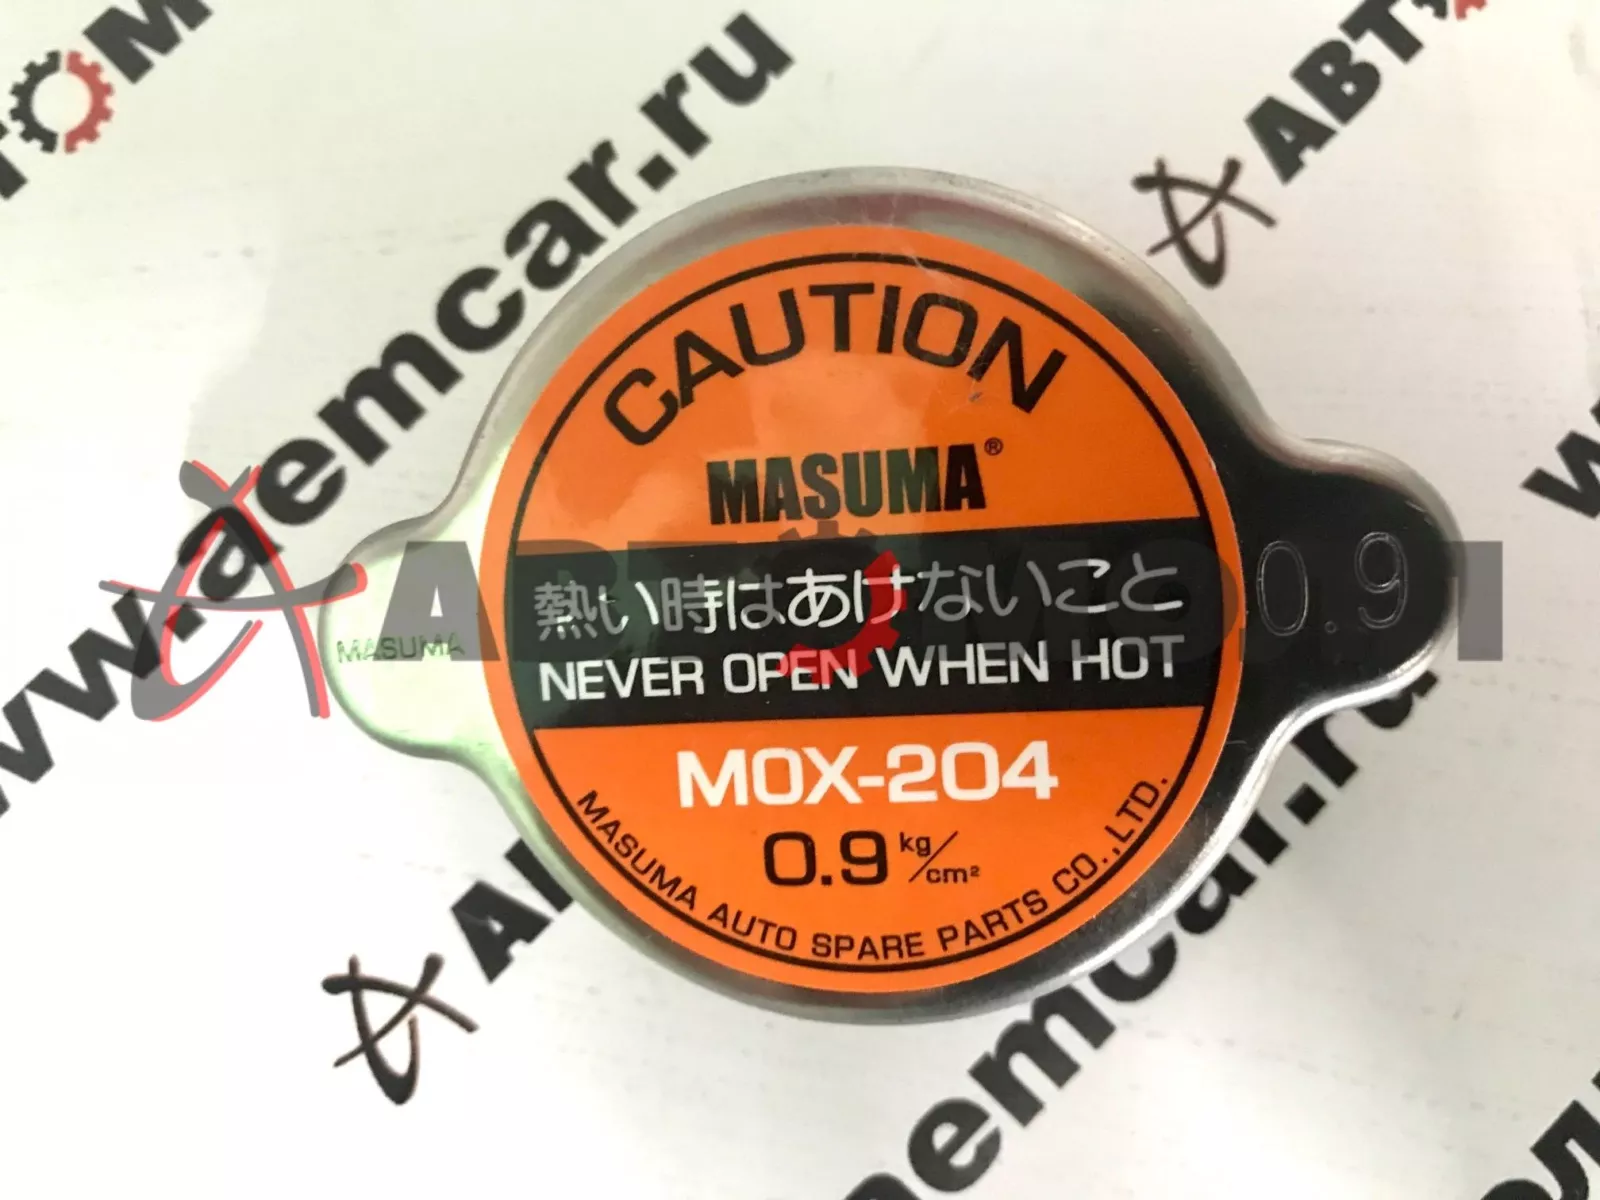 CAUTION
MASUMA®
熱い時はあけないこと
NEVER OPEN WHEN HOT
MOX-204
0.9 kg/cm²
MASUMA AUTO SPARE PARTS CO.,LTD.
MASUMA
0.9
АВТОМОЛЛ
www.aemcar.ru